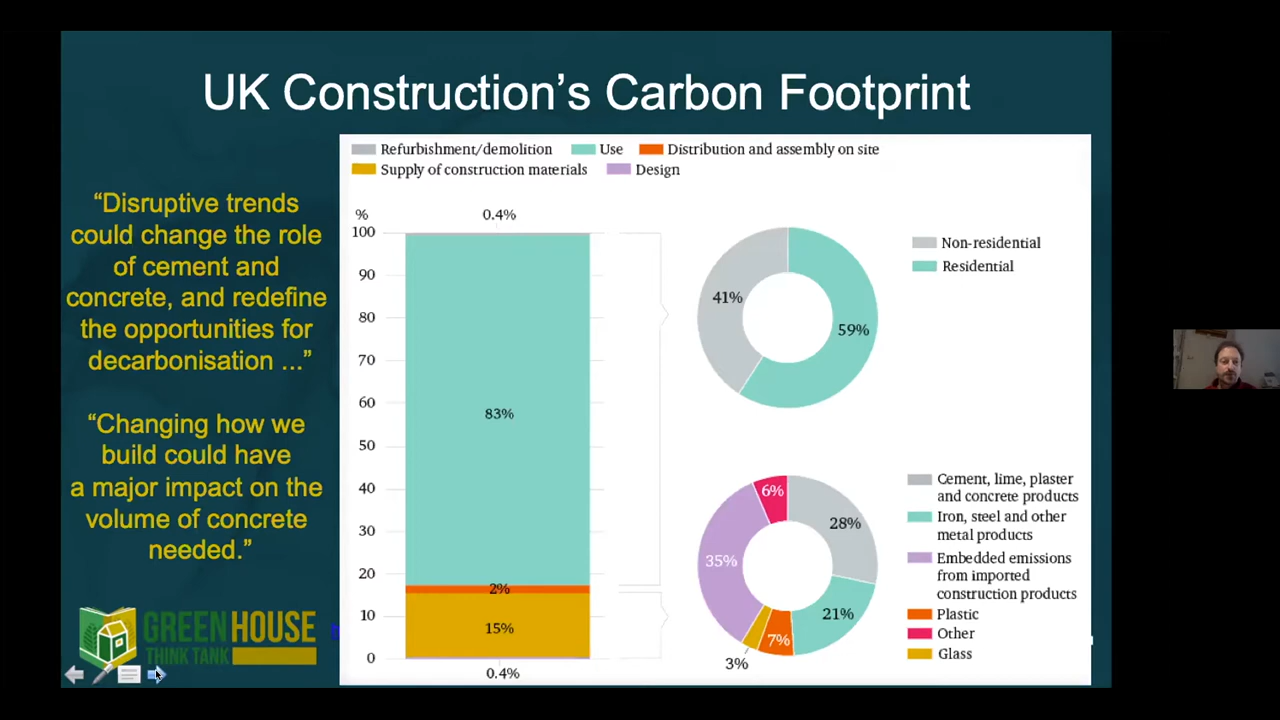 UK Construction’s Carbon Footprint
“Disruptive trends
could change the role
of cement and
concrete, and redefine
the opportunities for
decarbonisation ...”
“Changing how we
build could have
a major impact on the
volume of concrete
needed.”
GREENHOUSE
THINK TANK
Refurbishment/demolition Use Distribution and assembly on site
Supply of construction materials Design
% 0.4%
100
90
80
70
60
50
40
30
20
10
0
83%
2%
15%
0.4%
41%
59%
Non-residential
Residential
6%
28%
35%
21%
7%
3%
Cement, lime, plaster
and concrete products
Iron, steel and other
metal products
Embedded emissions
from imported
construction products
Plastic
Other
Glass